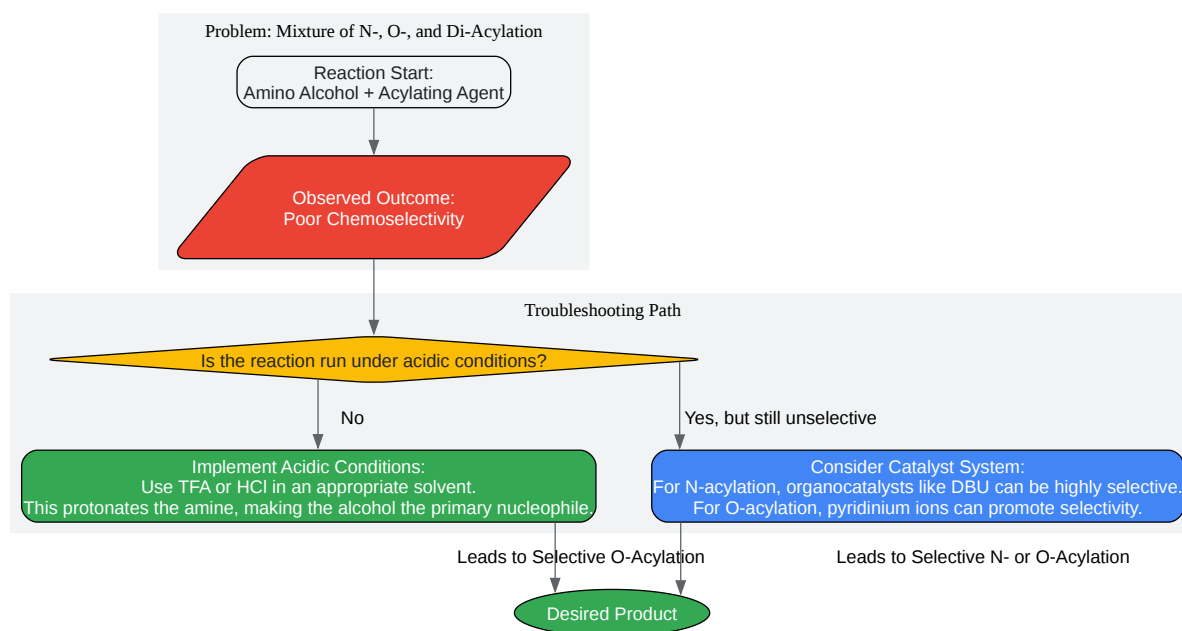 Problem: Mixture of N-, O-, and Di-Acylation
Reaction Start:
Amino Alcohol + Acylating Agent
Observed Outcome:
Poor Chemoselectivity
Troubleshooting Path
Is the reaction run under acidic conditions?
No
Yes, but still unselective
Implement Acidic Conditions:
Use TFA or HCl in an appropriate solvent.
This protonates the amine, making the alcohol the primary nucleophile.
Consider Catalyst System:
For N-acylation, organocatalysts like DBU can be highly selective.
For O-acylation, pyridinium ions can promote selectivity.
Leads to Selective O-Acylation
Leads to Selective N- or O-Acylation
Desired Product